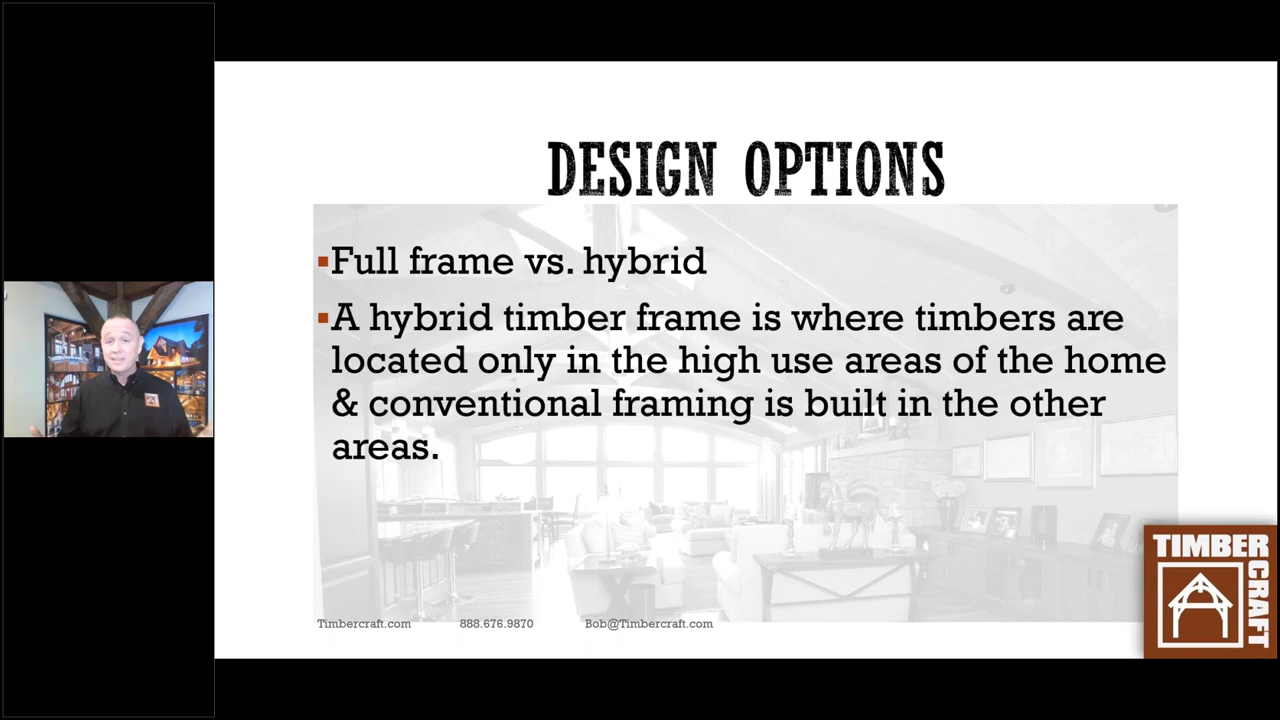 DESIGN OPTIONS
▪Full frame vs. hybrid
▪A hybrid timber frame is where timbers are
located only in the high use areas of the home
& conventional framing is built in the other
areas.
Timbercraft.com 888.676.9870 Bob@Timbercraft.com
TIMBER
CRAFT